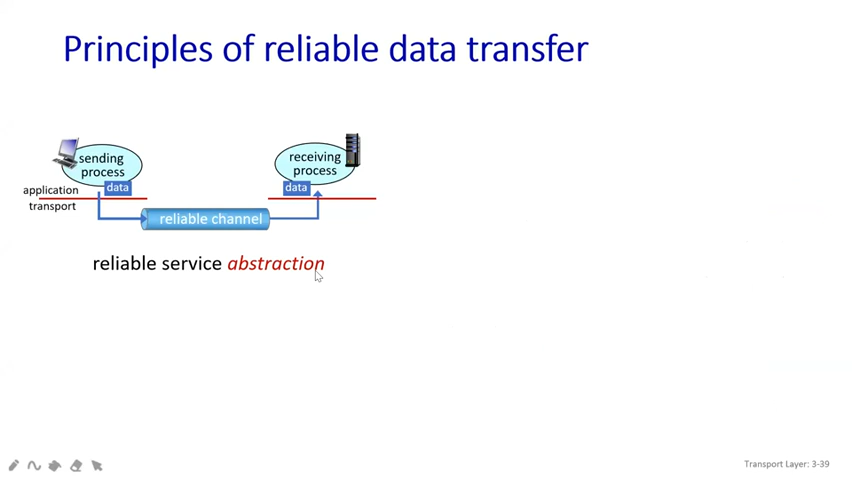 Principles of reliable data transfer
sending
process
data
receiving
process
data
application
transport
reliable channel
reliable service abstraction
Transport Layer: 3-39